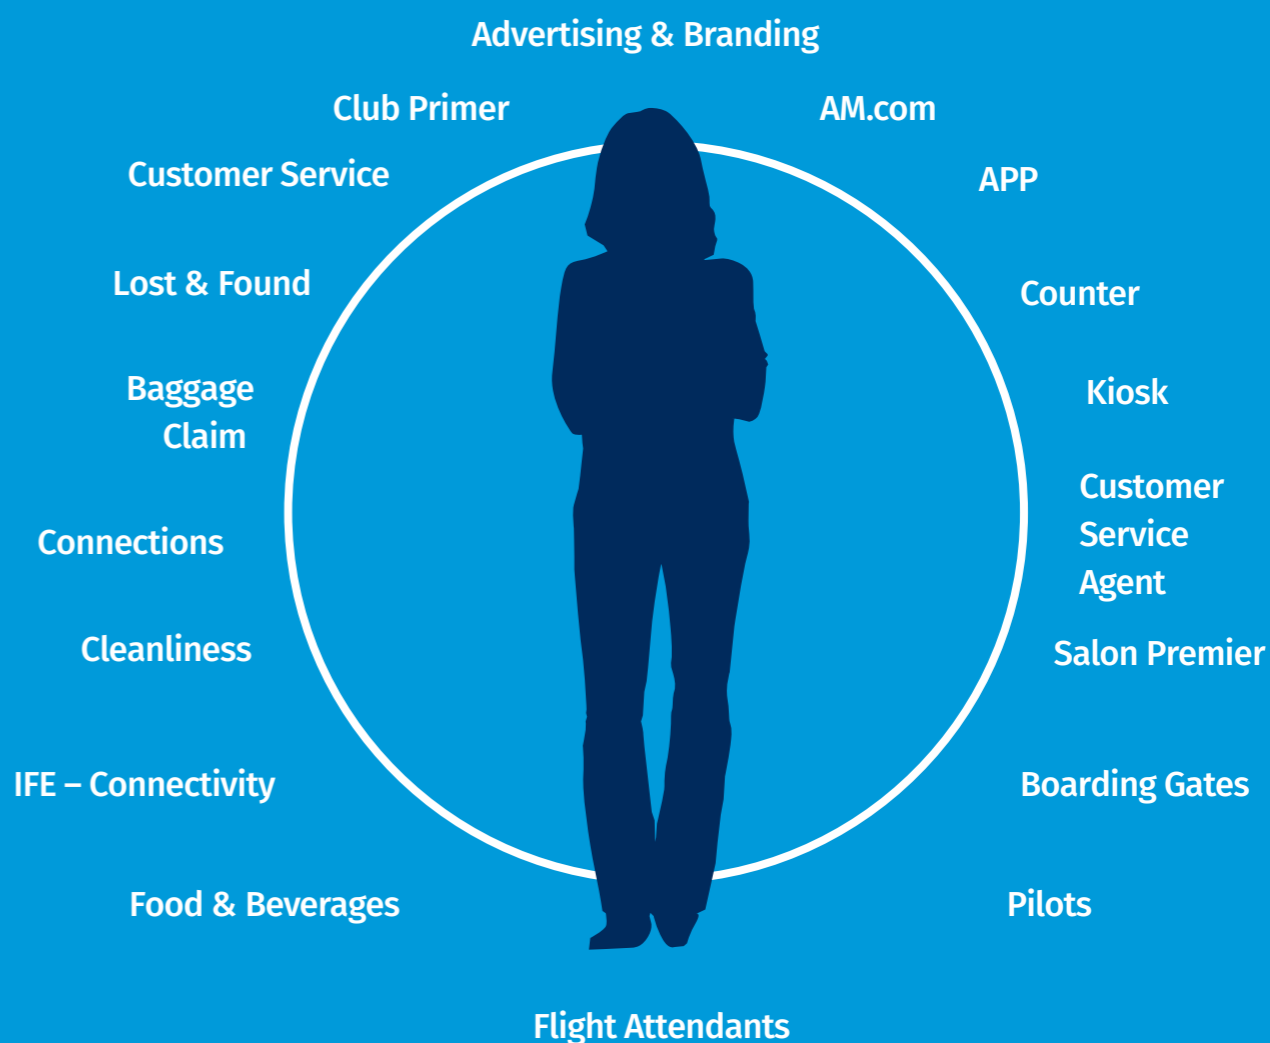 Advertising & Branding
Club Primer
AM.com
Customer Service
APP
Lost & Found
Counter
Baggage
Claim
Kiosk
Customer
Service
Agent
Connections
Cleanliness
Salon Premier
IFE – Connectivity
Boarding Gates
Food & Beverages
Pilots
Flight Attendants